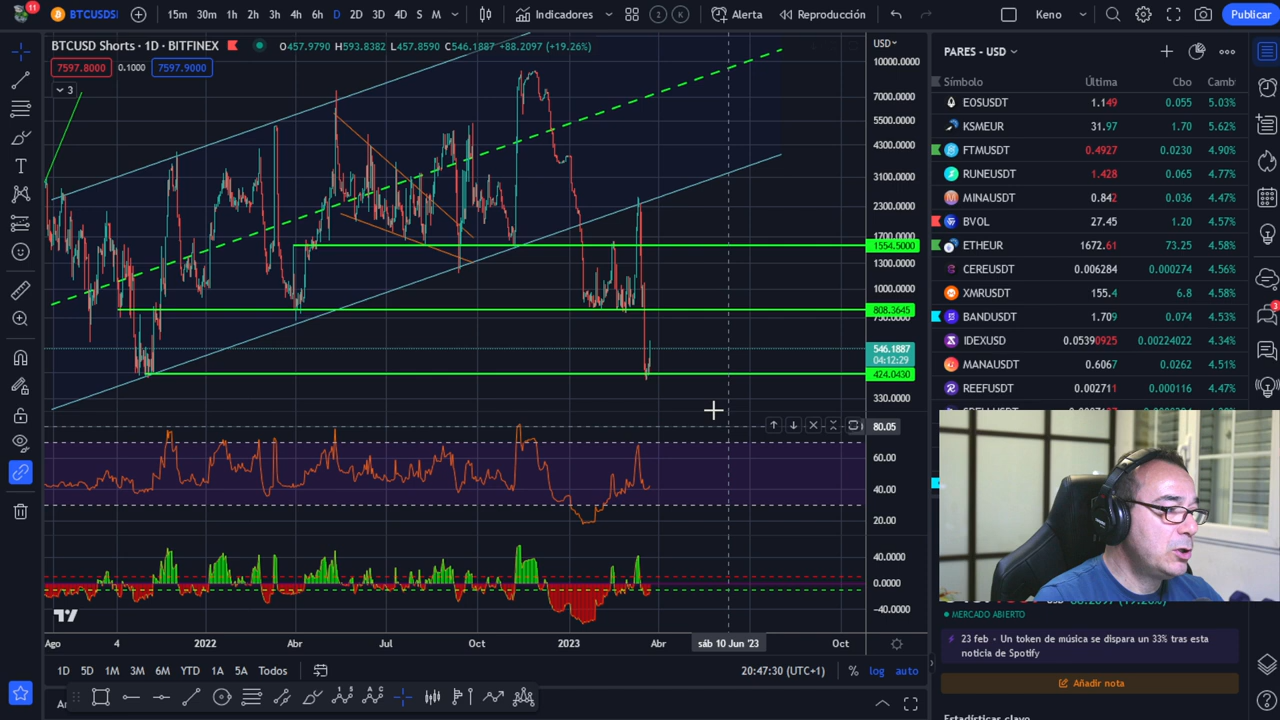 11
BTCUSDS
15m 30m 1h 2h 3h 4h 6h D 2D 3D 4D S M
Indicadores
2 K
Alerta
Reproducción
Keno
Publicar
BTCUSD Shorts · 1D · BITFINEX
O457.9790 H593.8382 L457.8590 C546.1887 +88.2097 (+19.26%)
7597.8000 0.1000 7597.9000
3
USD
10000.0000
7000.0000
5500.0000
4300.0000
3100.0000
2300.0000
1700.0000
1554.5000
1300.0000
1000.0000
808.3645
750.0000
546.1887
04:12:29
424.0430
330.0000
80.05
60.00
40.00
20.00
40.0000
0.0000
-40.0000
Ago 4 2022 Abr Jul Oct 2023 Abr sáb 10 Jun '23 Oct
1D 5D 1M 3M 6M YTD 1A 5A Todos
20:47:30 (UTC+1) % log auto
PARES - USD
Símbolo Última Cbo Camb
EOSUSDT 1.149 0.055 5.03%
KSMEUR 31.97 1.70 5.62%
FTMUSDT 0.4927 0.0230 4.90%
RUNEUSDT 1.428 0.065 4.77%
MINAUSDT 0.842 0.036 4.47%
BVOL 27.45 1.20 4.57%
ETHEUR 1672.61 73.25 4.58%
CEREUSDT 0.006284 0.000274 4.56%
XMRUSDT 155.4 6.8 4.58%
BANDUSDT 1.709 0.074 4.53%
IDEXUSD 0.05390925 0.00224022 4.34%
MANAUSDT 0.6067 0.0262 4.51%
REEFUSDT 0.002711 0.000116 4.47%
3
MERCADO ABIERTO
23 feb - Un token de música se dispara un 33% tras esta
noticia de Spotify
Añadir nota
Estadísticas clave